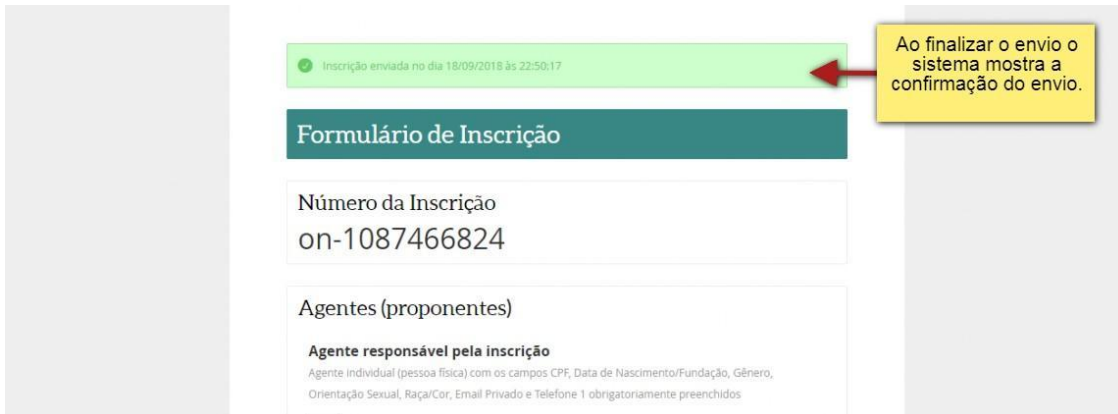 Inscrição enviada no dia 18/09/2018 às 22:50:17
Ao finalizar o envio o
sistema mostra a
confirmação do envio.
Formulário de Inscrição
Número da Inscrição
on-1087466824
Agentes (proponentes)
Agente responsável pela inscrição
Agente individual (pessoa física) com os campos CPF, Data de Nascimento/Fundação, Gênero,
Orientação Sexual, Raça/Cor, Email Privado e Telefone 1 obrigatoriamente preenchidos